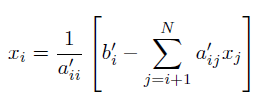 x_i = \frac{1}{a'_{ii}} \left[ b'_i - \sum_{j=i+1}^{N} a'_{ij} x_j \right]